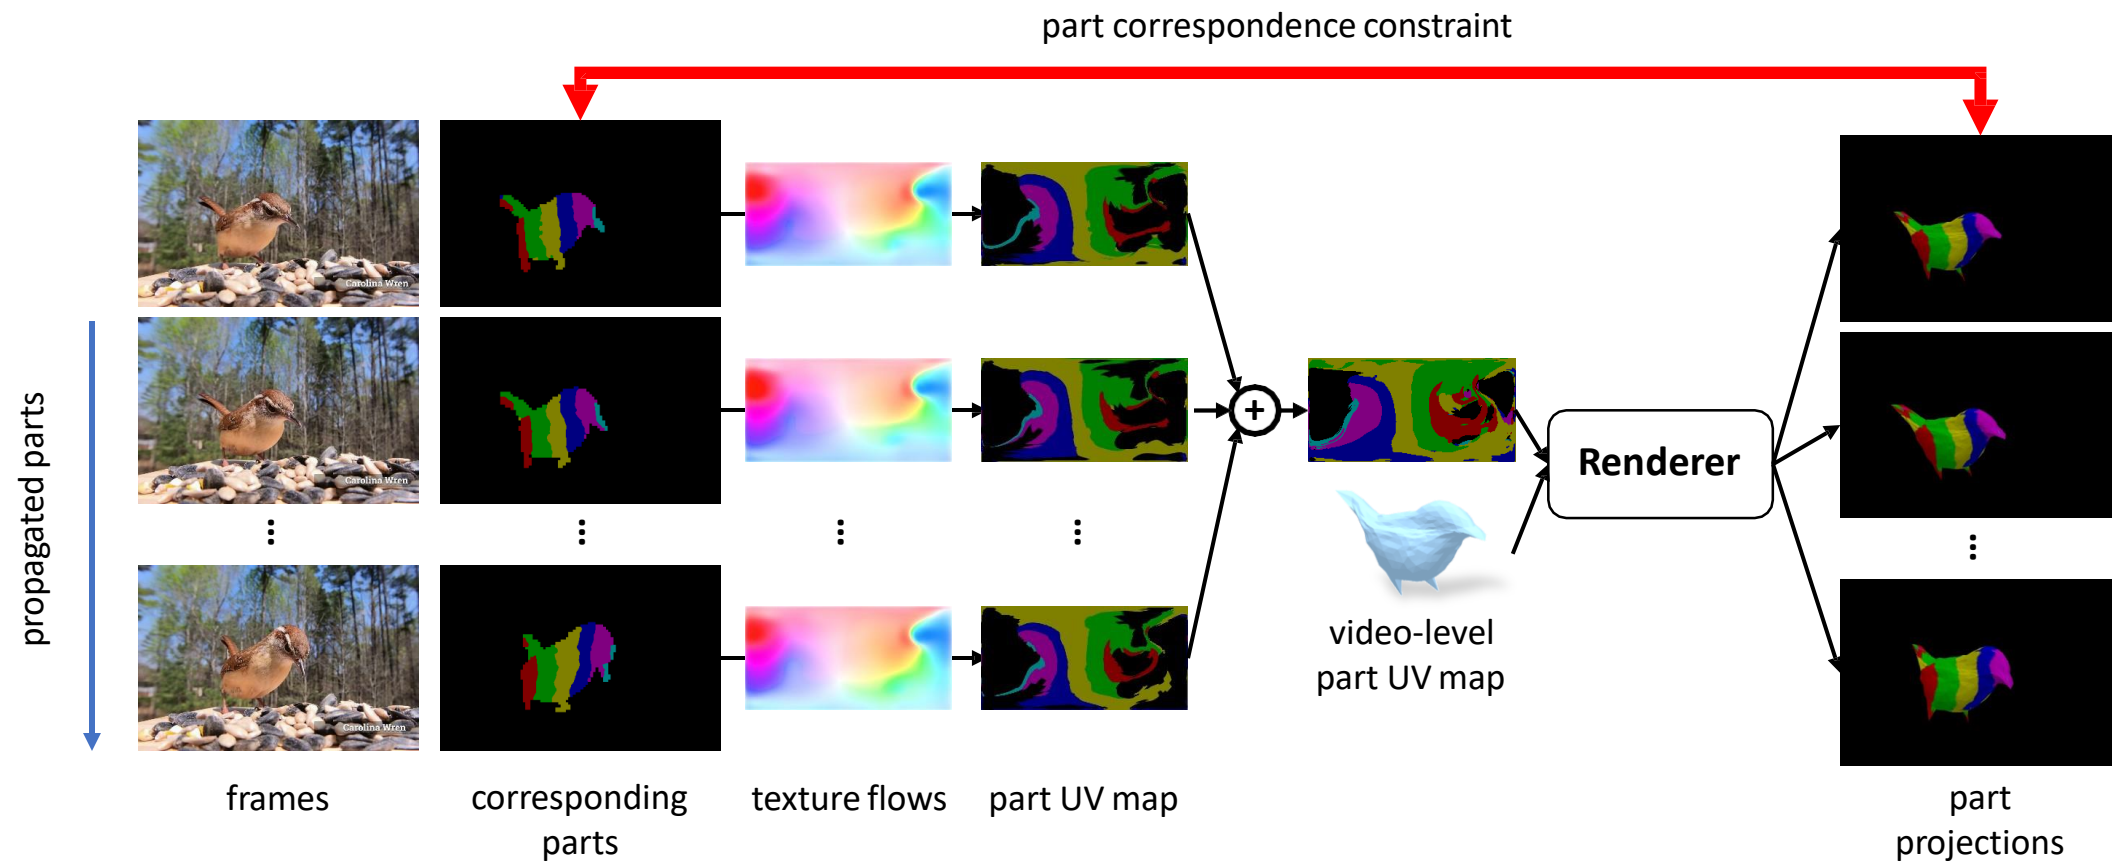 part correspondence constraint
propagated parts
Carolina Wren
Carolina Wren
Carolina Wren
+
Renderer
video-level
part UV map
frames
corresponding
parts
texture flows
part UV map
part
projections